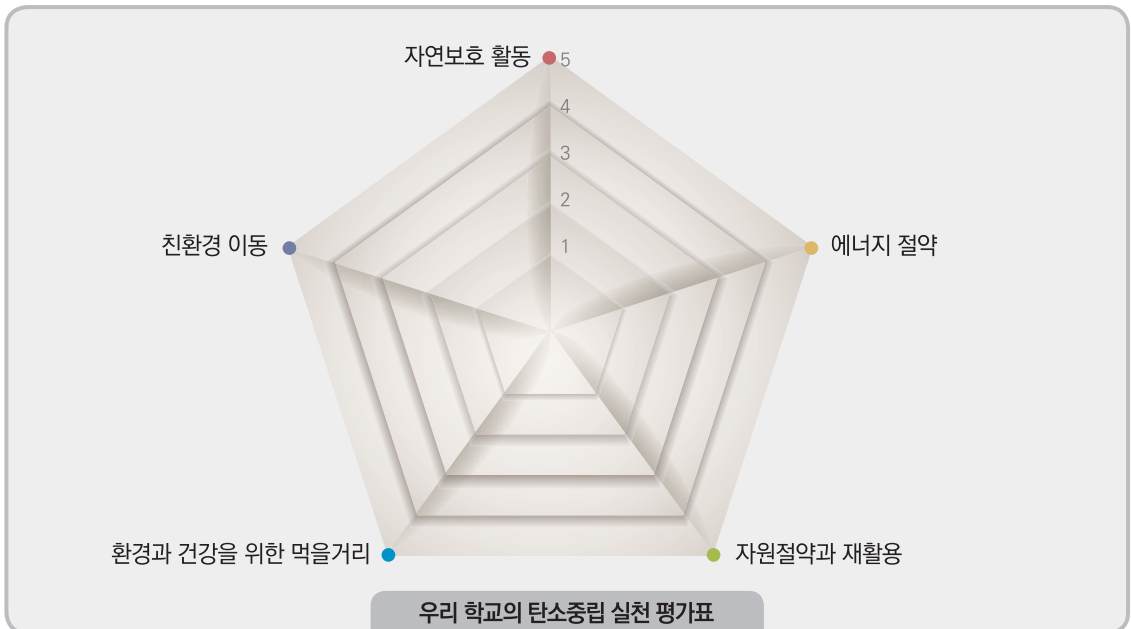 자연보호 활동
5
4
3
2
1
친환경 이동
에너지 절약
환경과 건강을 위한 먹을거리
자원절약과 재활용
우리 학교의 탄소중립 실천 평가표